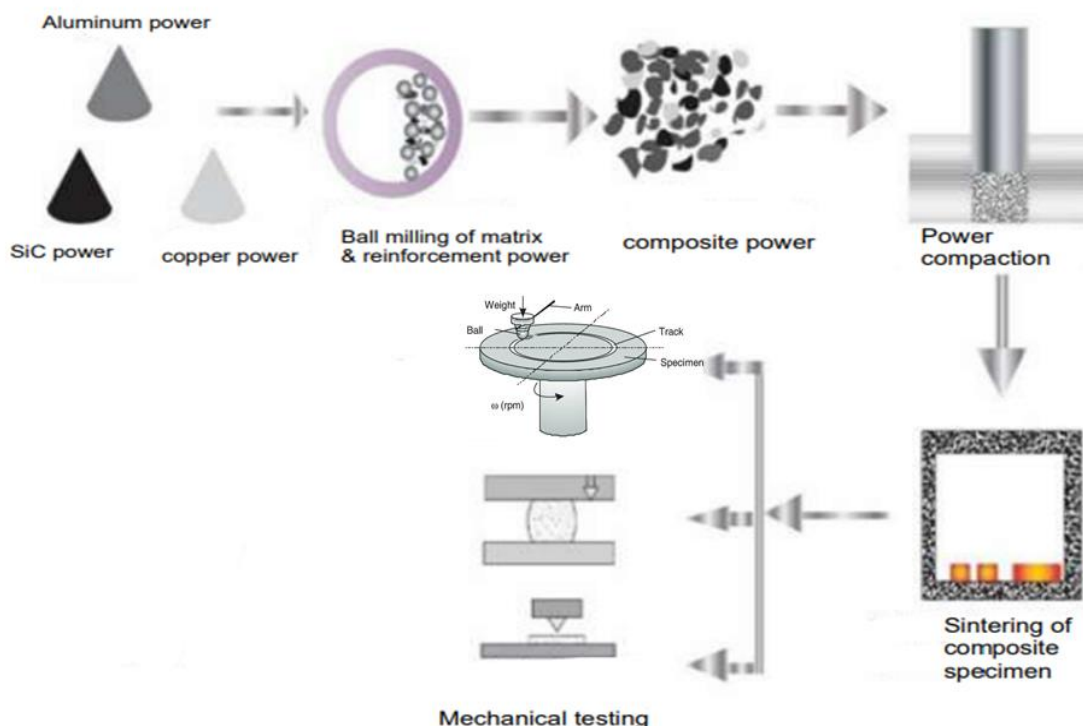 Aluminum power
SiC power
copper power
Ball milling of matrix
& reinforcement power
composite power
Power
compaction
Weight
Arm
Ball
Track
Specimen
ω (rpm)
Sintering of
composite
specimen
Mechanical testing